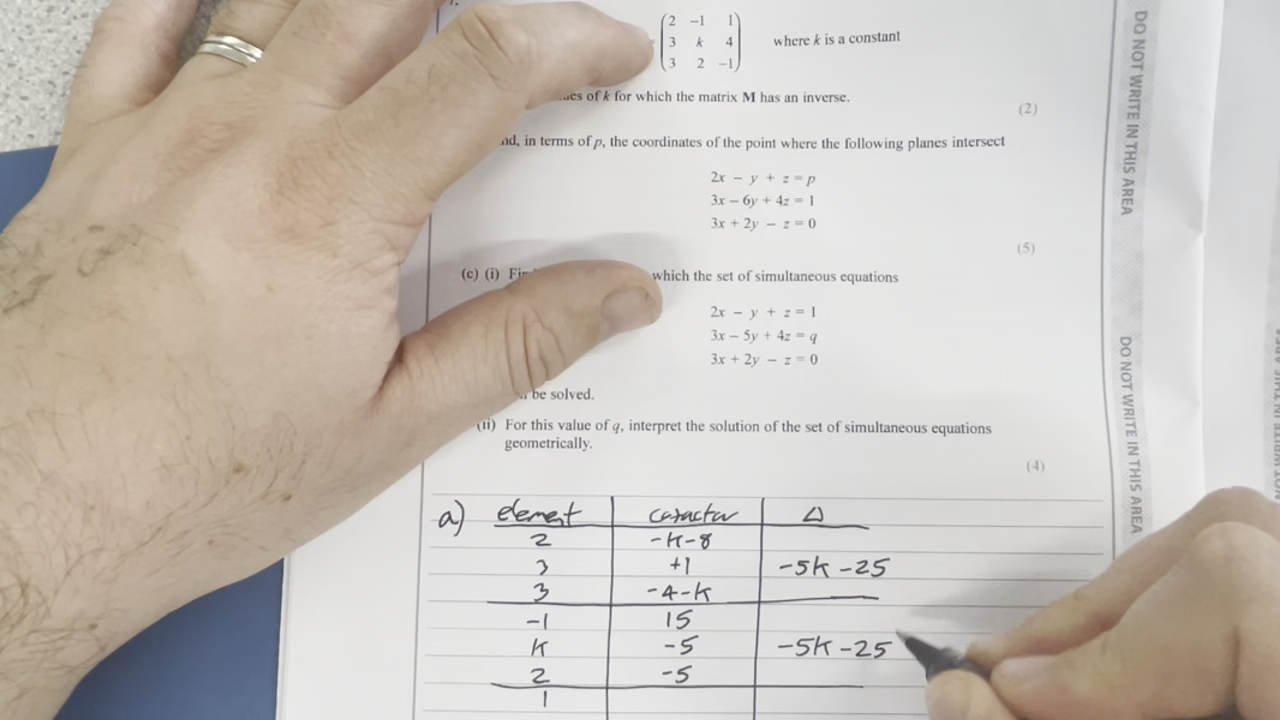 2 -1 1
3 k 4 where k is a constant
3 2 -1
of k for which the matrix M has an inverse.
(2)
in terms of p, the coordinates of the point where the following planes intersect
2x - y + z = p
3x - 6y + 4z = 1
3x + 2y - z = 0
(5)
(c) (i) which the set of simultaneous equations
2x - y + z = 1
3x - 5y + 4z = q
3x + 2y - z = 0
be solved.
(ii) For this value of q, interpret the solution of the set of simultaneous equations
geometrically.
(4)
a) element cofactor Δ
2 -k-8
3 +1 -5k-25
3 -4-k
-1 15
k -5 -5k-25
2 -5
1
DO NOT WRITE IN THIS AREA
DO NOT WRITE IN THIS AREA